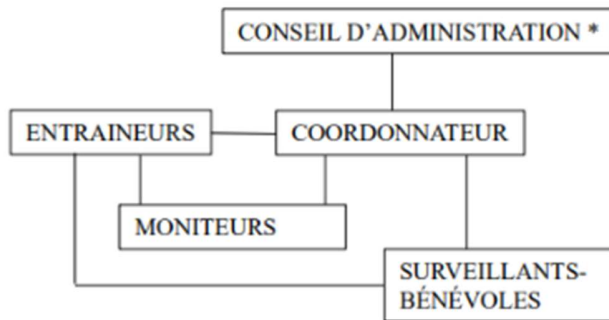 CONSEIL D'ADMINISTRATION *
ENTRAINEURS
COORDONNATEUR
MONITEURS
SURVEILLANTS-
BÉNÉVOLES